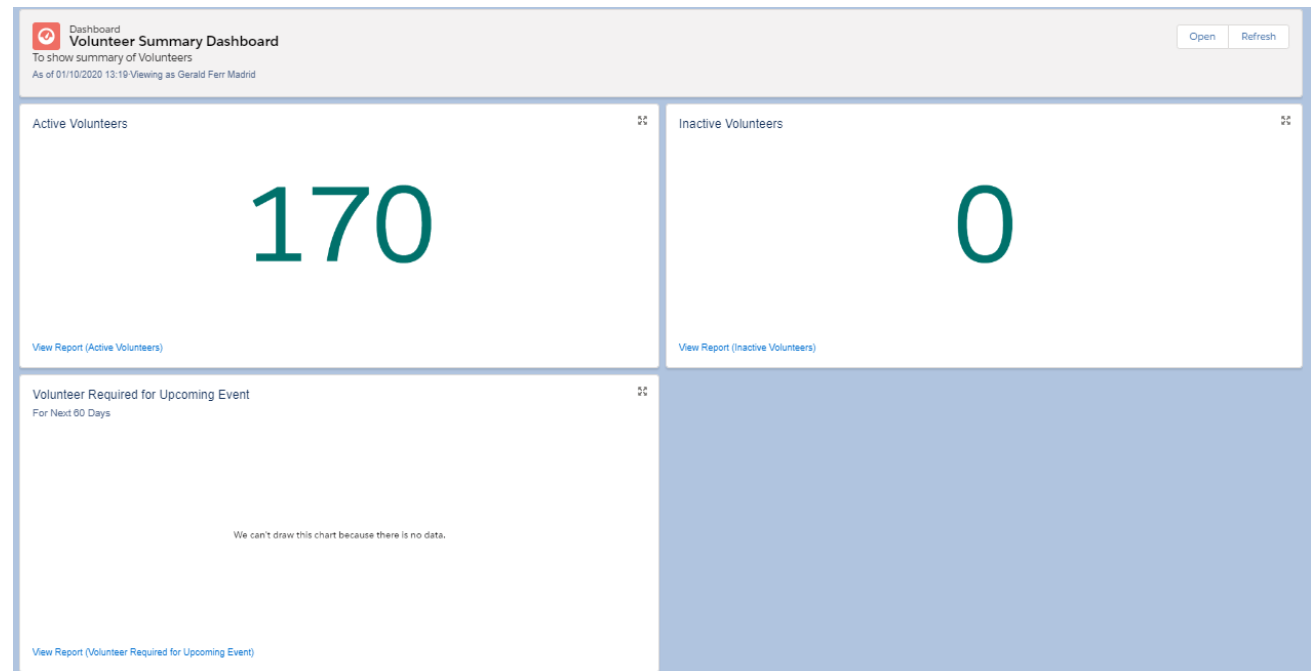 Dashboard
Volunteer Summary Dashboard
To show summary of Volunteers
As of 01/10/2020 13:19·Viewing as Gerald Ferr Madrid
Open
Refresh
Active Volunteers
170
View Report (Active Volunteers)
Inactive Volunteers
0
View Report (Inactive Volunteers)
Volunteer Required for Upcoming Event
For Next 60 Days
We can't draw this chart because there is no data.
View Report (Volunteer Required for Upcoming Event)